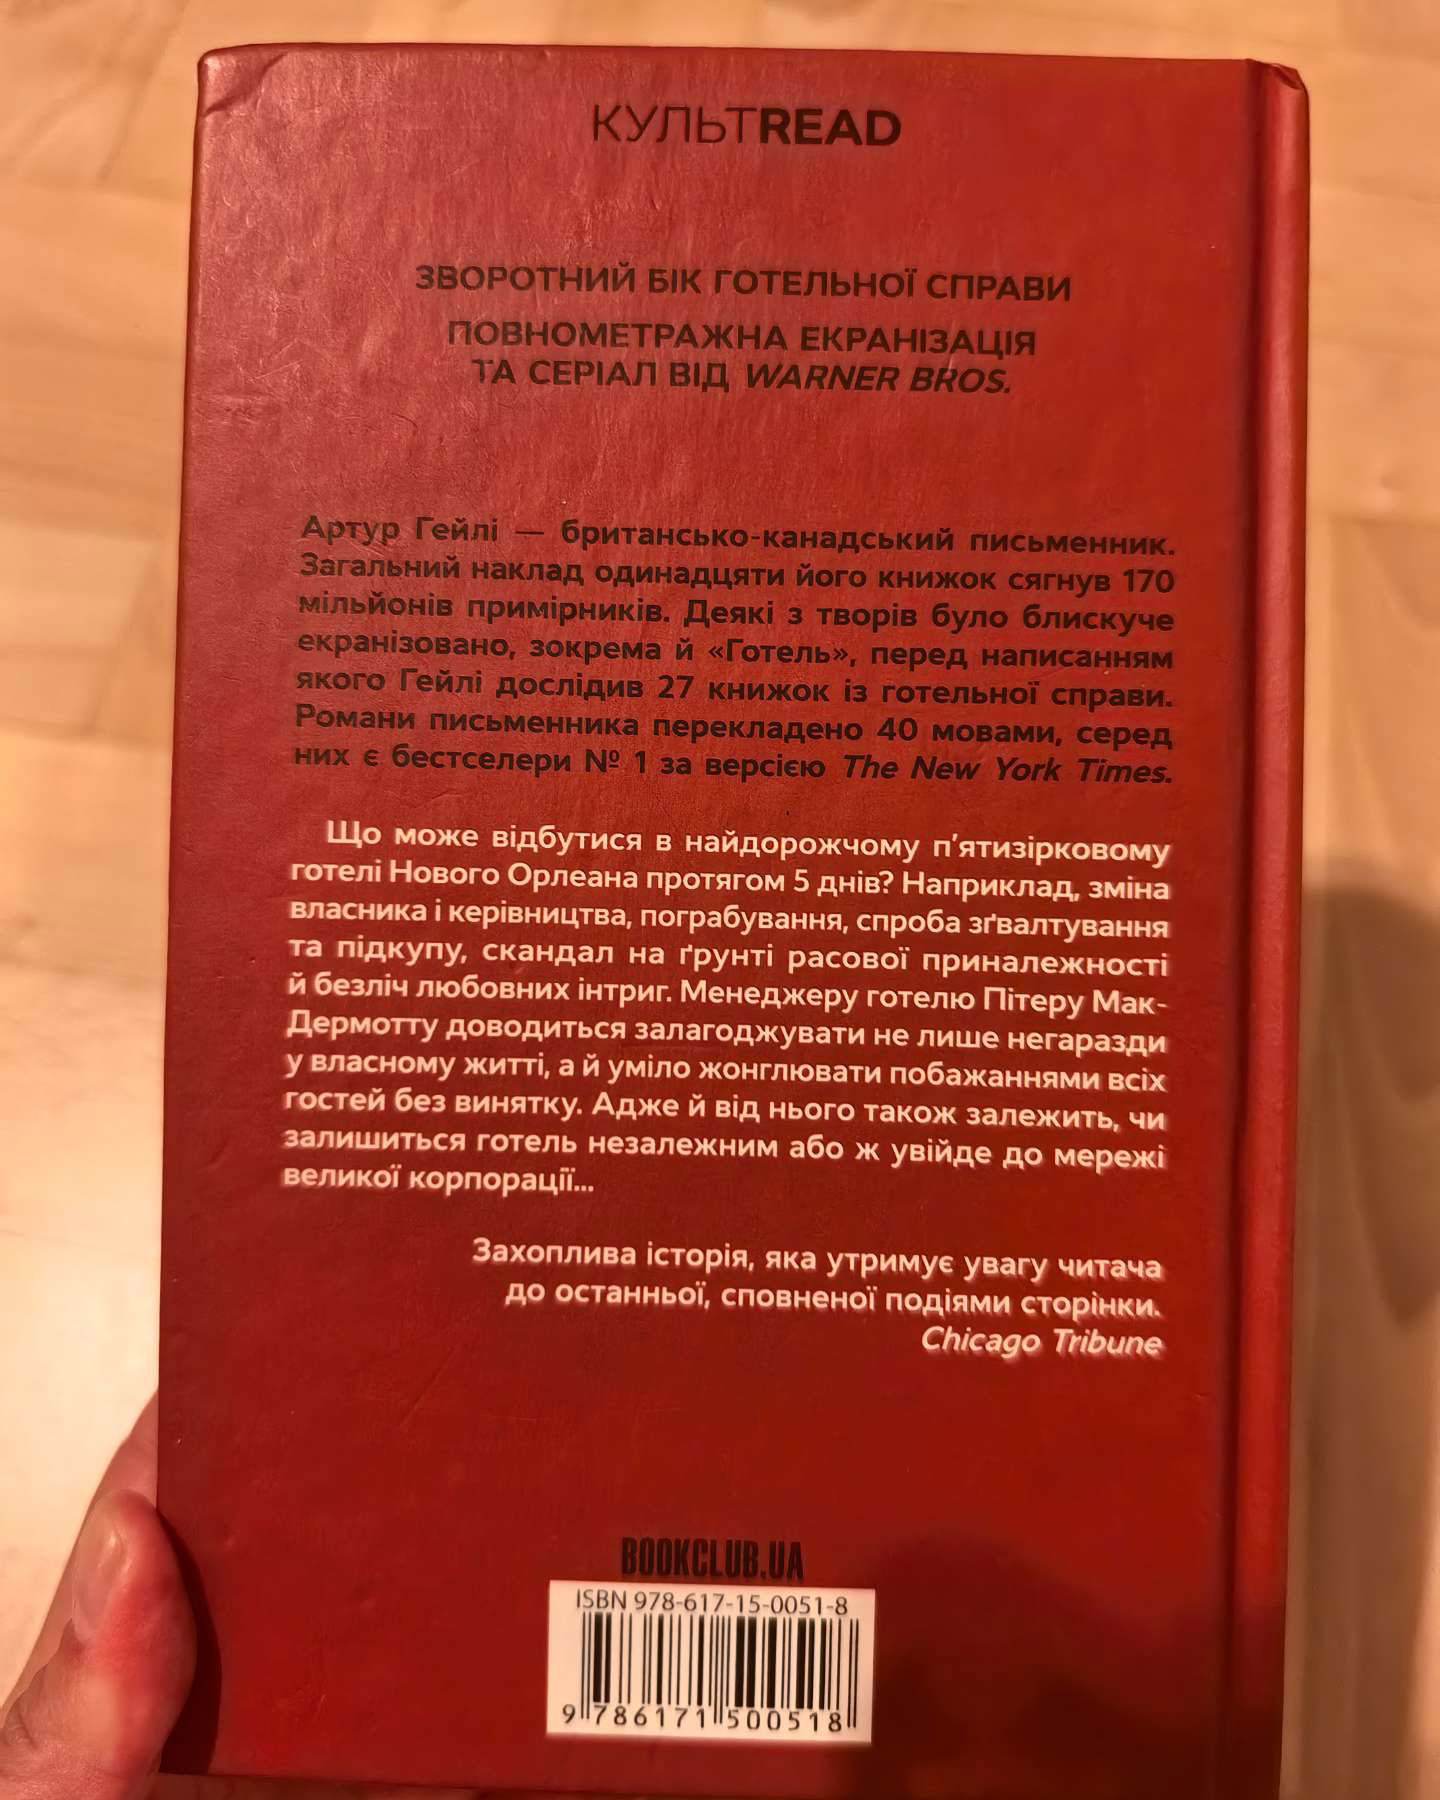 КУЛЬТREAD
ЗВОРОТНИЙ БІК ГОТЕЛЬНОЇ СПРАВИ
ПОВНОМЕТРАЖНА ЕКРАНІЗАЦІЯ
ТА СЕРІАЛ ВІД WARNER BROS.
Артур Гейлі — британсько-канадський письменник.
Загальний наклад одинадцяти його книжок сягнув 170
мільйонів примірників. Деякі з творів було блискуче
екранізовано, зокрема й «Готель», перед написанням
якого Гейлі дослідив 27 книжок із готельної справи.
Романи письменника перекладено 40 мовами, серед
них є бестселери № 1 за версією The New York Times.
Що може відбутися в найдорожчому п’ятизірковому
готелі Нового Орлеана протягом 5 днів? Наприклад, зміна
власника і керівництва, пограбування, спроба зґвалтування
та підкупу, скандал на ґрунті расової приналежності
й безліч любовних інтриг. Менеджеру готелю Пітеру Мак-
Дермотту доводиться залагоджувати не лише негаразди
у власному житті, а й уміло жонглювати побажаннями всіх
гостей без винятку. Адже й від нього також залежить, чи
залишиться готель незалежним або ж увійде до мережі
великої корпорації...
Захоплива історія, яка утримує увагу читача
до останньої, сповненої подіями сторінки.
Chicago Tribune
BOOKCLUB.UA
ISBN 978-617-15-0051-8
9 786171 500518